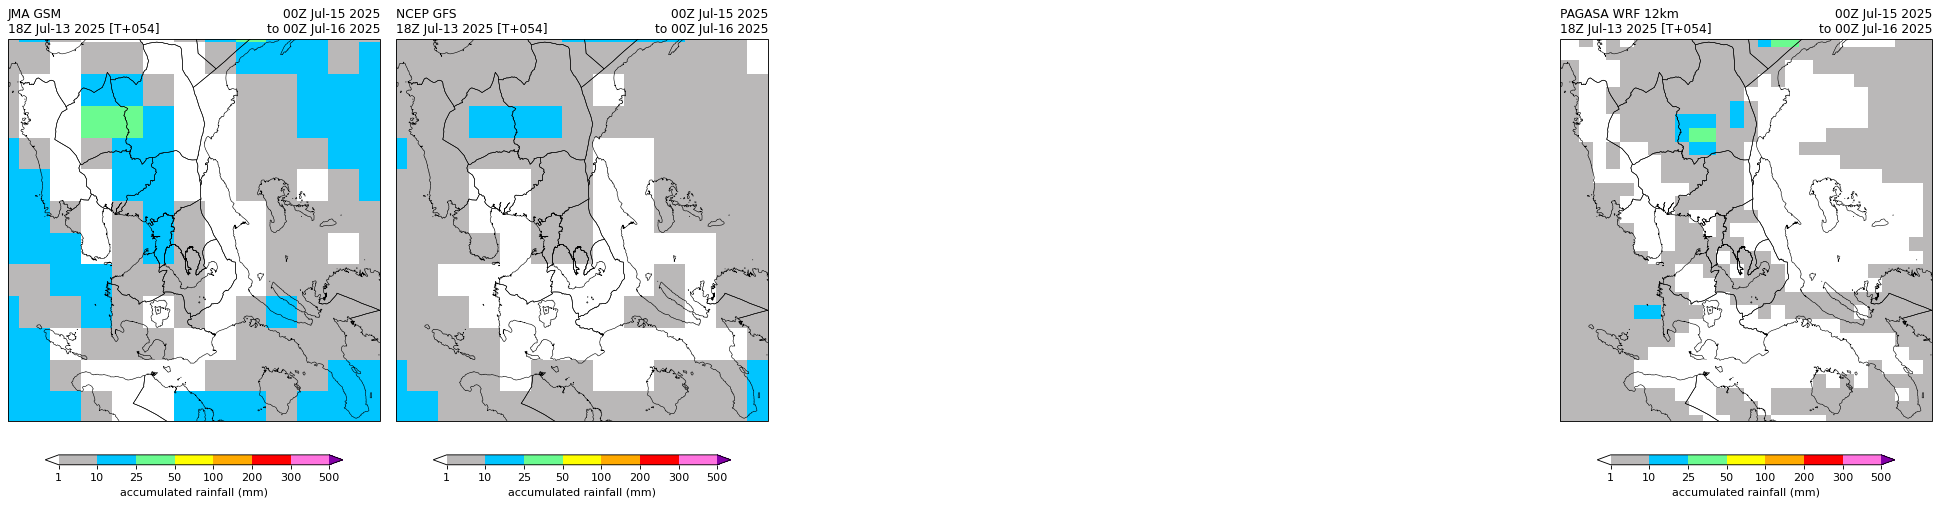 JMA GSM 00Z Jul-15 2025
18Z Jul-13 2025 [T+054] to 00Z Jul-16 2025
1 10 25 50 100 200 300 500
accumulated rainfall (mm)
NCEP GFS 00Z Jul-15 2025
18Z Jul-13 2025 [T+054] to 00Z Jul-16 2025
1 10 25 50 100 200 300 500
accumulated rainfall (mm)
PAGASA WRF 12km 00Z Jul-15 2025
18Z Jul-13 2025 [T+054] to 00Z Jul-16 2025
1 10 25 50 100 200 300 500
accumulated rainfall (mm)